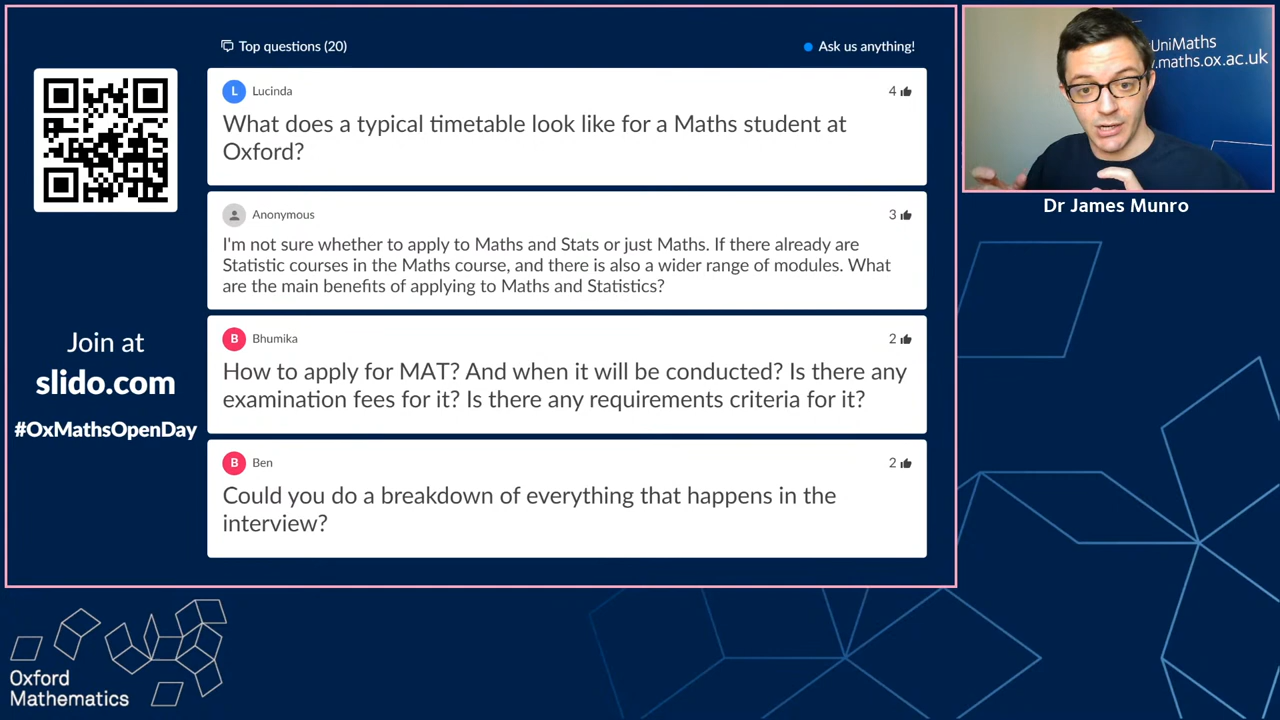 Top questions (20)
Ask us anything!
L
Lucinda
4
What does a typical timetable look like for a Maths student at
Oxford?
Anonymous
3
I'm not sure whether to apply to Maths and Stats or just Maths. If there already are
Statistic courses in the Maths course, and there is also a wider range of modules. What
are the main benefits of applying to Maths and Statistics?
B
Bhumika
2
How to apply for MAT? And when it will be conducted? Is there any
examination fees for it? Is there any requirements criteria for it?
B
Ben
2
Could you do a breakdown of everything that happens in the
interview?
Join at
slido.com
#OxMathsOpenDay
UniMaths
.maths.ox.ac.uk
Dr James Munro
Oxford
Mathematics